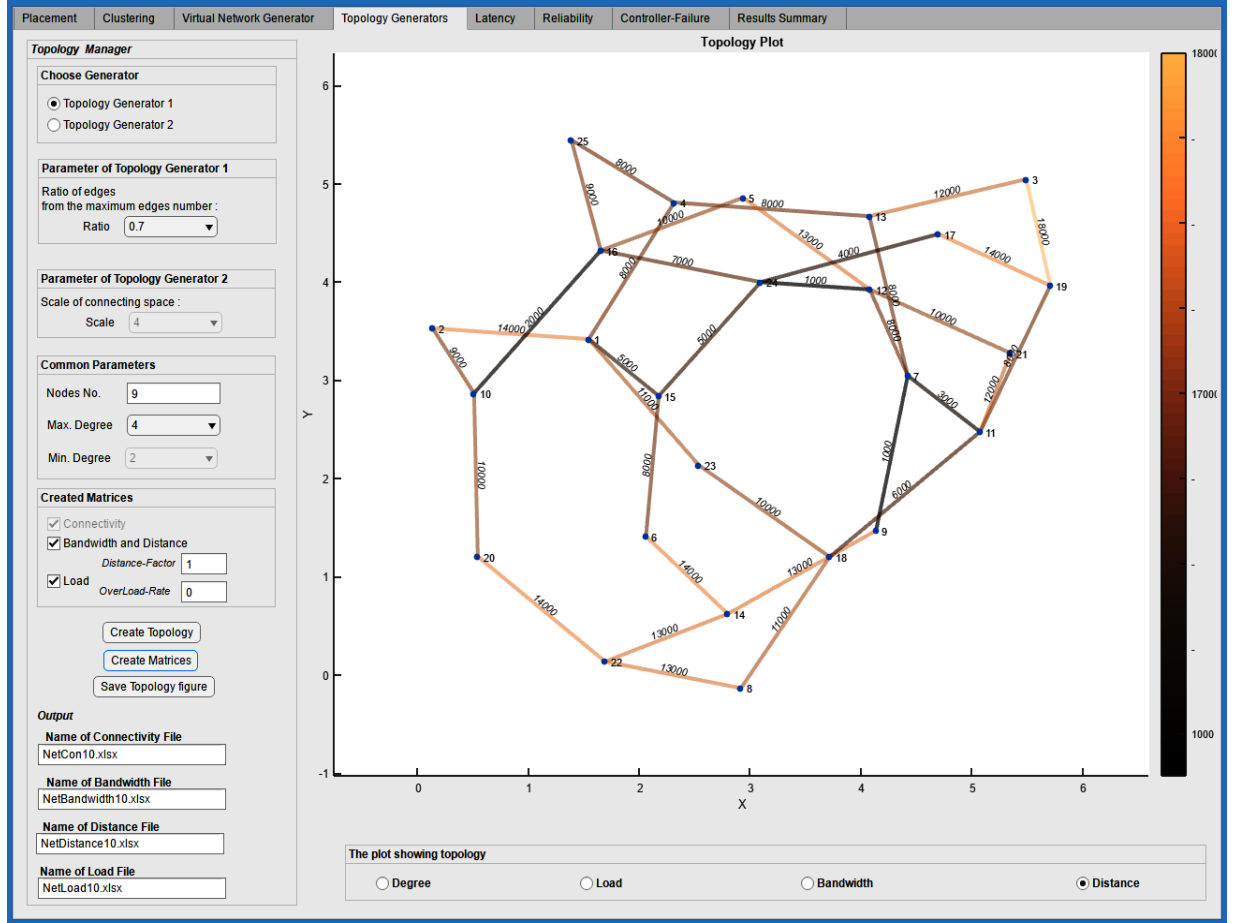 Placement Clustering Virtual Network Generator Topology Generators Latency Reliability Controller-Failure Results Summary
Topology Manager
Choose Generator
Topology Generator 1
Topology Generator 2
Parameter of Topology Generator 1
Ratio of edges
from the maximum edges number :
Ratio 0.7
Parameter of Topology Generator 2
Scale of connecting space :
Scale 4
Common Parameters
Nodes No. 9
Max. Degree 4
Min. Degree 2
Created Matrices
Connectivity
Bandwidth and Distance
Distance-Factor 1
Load
OverLoad-Rate 0
Create Topology
Create Matrices
Save Topology figure
Output
Name of Connectivity File
NetCon10.xlsx
Name of Bandwidth File
NetBandwidth10.xlsx
Name of Distance File
NetDistance10.xlsx
Name of Load File
NetLoad10.xlsx
Topology Plot
6
5
4
3
2
1
0
-1
Y
0 1 2 3 4 5 6
X
25
8000
9000
4
5
8000
10000
13
12000
3
18000
13000
17
4000
14000
16
7000
8000
24
1000
12
19
2000
8000
8000
10000
2
14000
1
5000
5000
21
8000
9000
10
15
7
3000
12000
11000
11
10000
8000
23
1000
6000
10000
6
9
20
18
14000
13000
14000
14
11000
13000
22
13000
8
17000
1000
The plot showing topology
Degree Load Bandwidth Distance